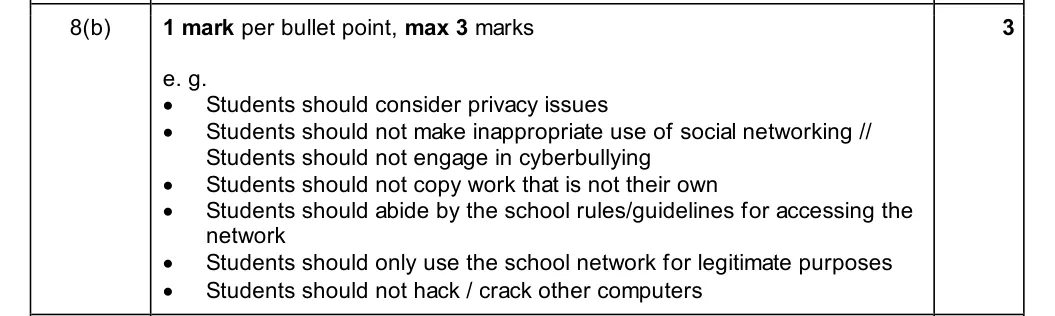 8(b) 1 mark per bullet point, max 3 marks 3
e. g.
• Students should consider privacy issues
• Students should not make inappropriate use of social networking //
Students should not engage in cyberbullying
• Students should not copy work that is not their own
• Students should abide by the school rules/guidelines for accessing the
network
• Students should only use the school network for legitimate purposes
• Students should not hack / crack other computers